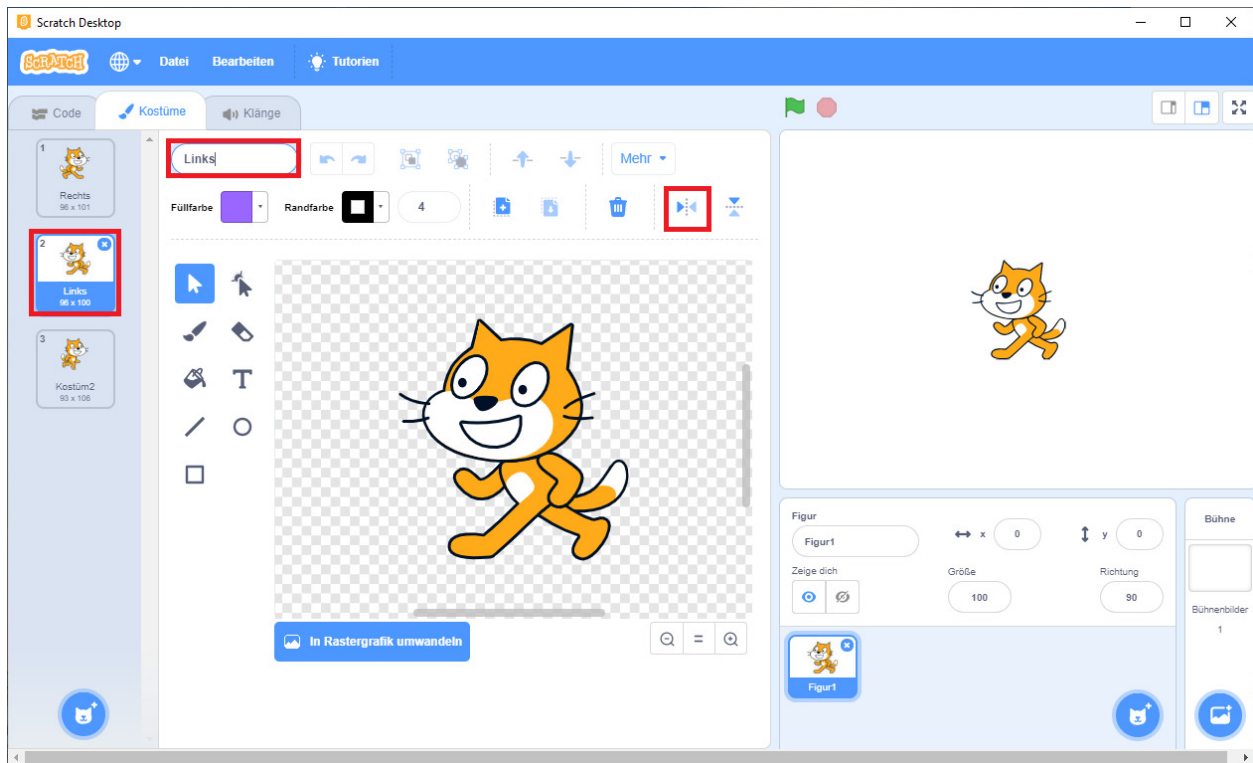 Scratch Desktop
SCRATCH Datei Bearbeiten Tutorien
Code Kostüme Klänge
1
Rechts
96 x 101
2
Links
96 x 100
3
Kostüm2
93 x 106
Links Mehr
Füllfarbe Randfarbe 4
T
In Rastergrafik umwandeln
Figur
Figur1 x 0 y 0
Zeige dich Größe Richtung
100 90
Figur1
Bühne
Bühnenbilder
1